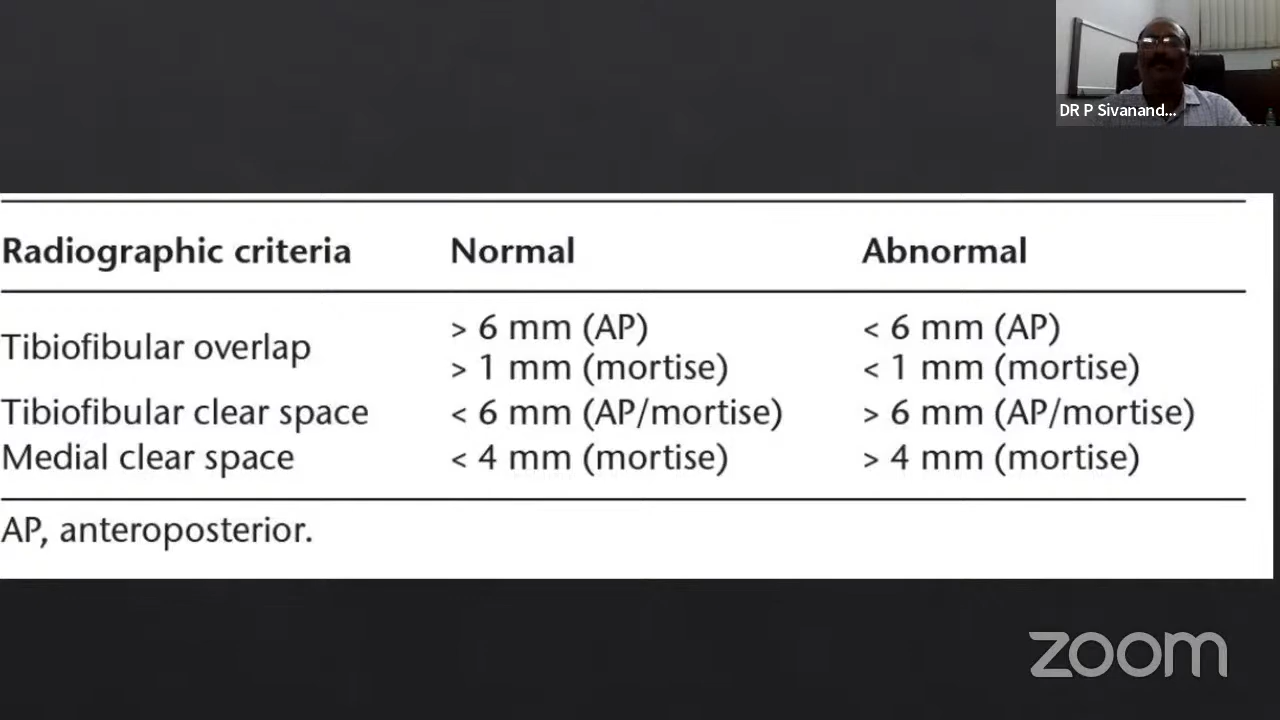 DR P Sivanand...
Radiographic criteria Normal Abnormal
Tibiofibular overlap > 6 mm (AP) < 6 mm (AP)
> 1 mm (mortise) < 1 mm (mortise)
Tibiofibular clear space < 6 mm (AP/mortise) > 6 mm (AP/mortise)
Medial clear space < 4 mm (mortise) > 4 mm (mortise)
AP, anteroposterior.
zoom